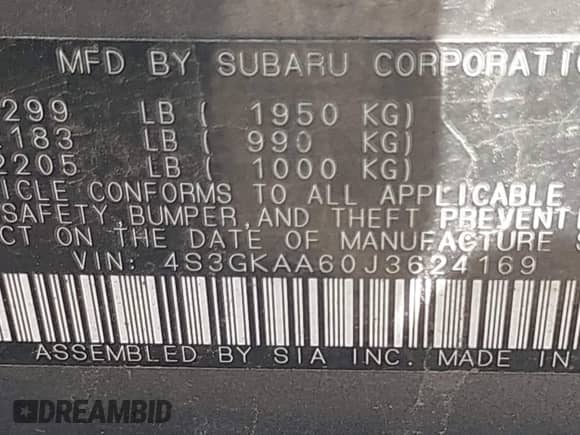 MFD BY SUBARU CORPORATIO
299 LB ( 1950 KG)
183 LB ( 990 KG)
2205 LB ( 1000 KG)
ICLE CONFORMS TO ALL APPLICABLE
SAFETY, BUMPER, AND THEFT PREVENT
CT ON THE DATE OF MANUFACTURE S
VIN: 4S3GKAA60J3624169
ASSEMBLED BY SIA INC. MADE IN
DREAMBID